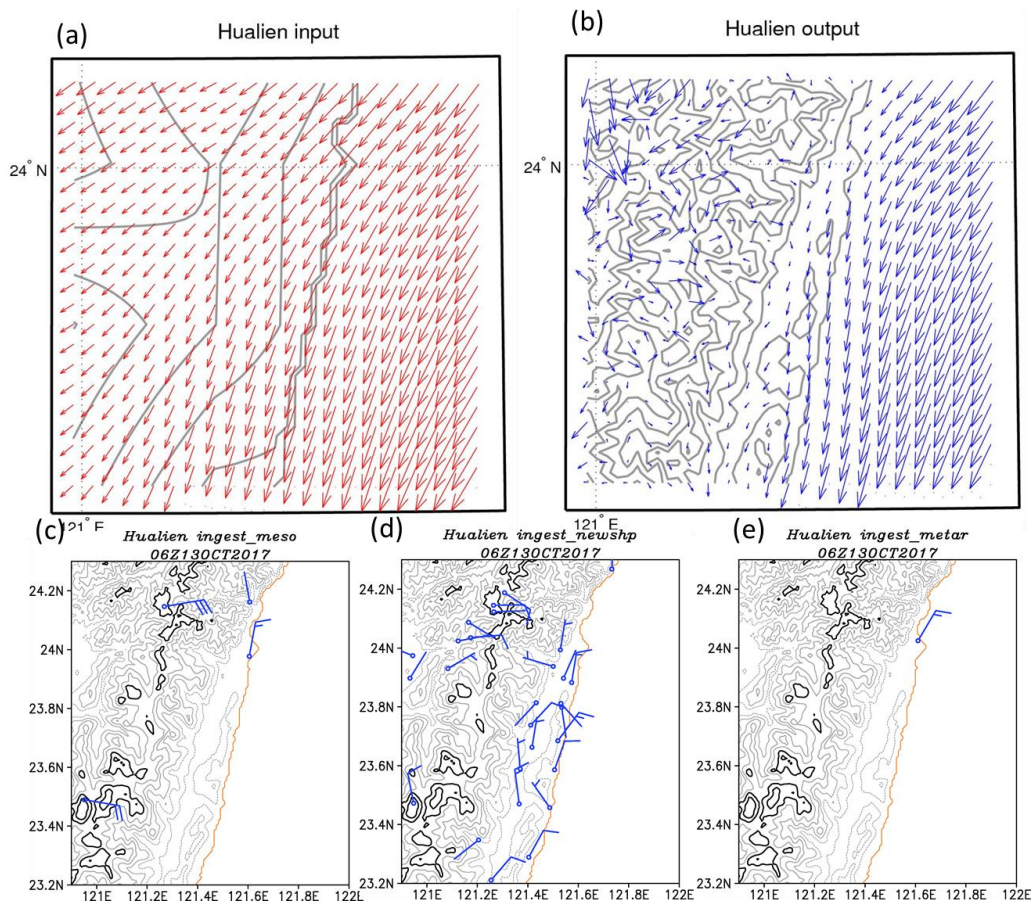 (a)
Hualien input
24° N
121° E
(b)
Hualien output
24° N
121° E
(c)
Hualien ingest_meso
06Z13OCT2017
24.2N
24N
23.8N
23.6N
23.4N
23.2N
121E
121.2E
121.4E
121.6E
121.8E
122E
(d)
Hualien ingest_newshp
06Z13OCT2017
24.2N
24N
23.8N
23.6N
23.4N
23.2N
121E
121.2E
121.4E
121.6E
121.8E
122E
(e)
Hualien ingest_metar
06Z13OCT2017
24.2N
24N
23.8N
23.6N
23.4N
23.2N
121E
121.2E
121.4E
121.6E
121.8E
122E